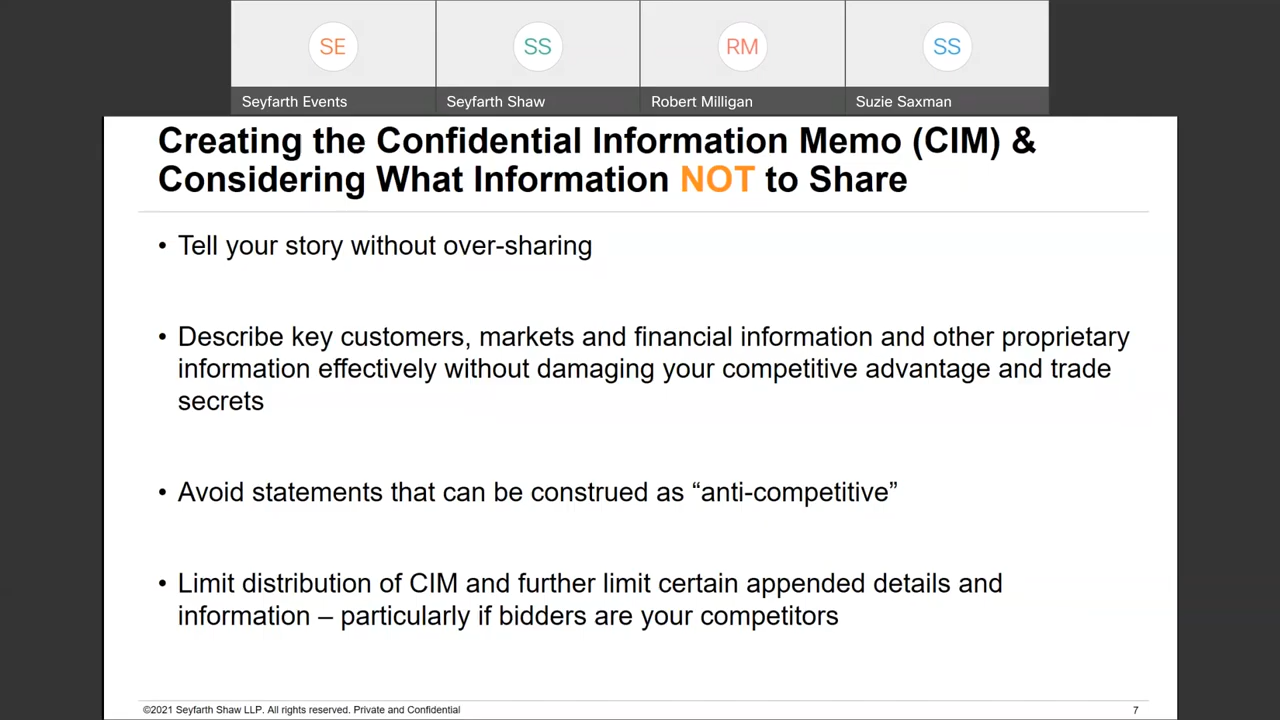 SE SS RM SS
Seyfarth Events Seyfarth Shaw Robert Milligan Suzie Saxman
Creating the Confidential Information Memo (CIM) &
Considering What Information NOT to Share
• Tell your story without over-sharing
• Describe key customers, markets and financial information and other proprietary
information effectively without damaging your competitive advantage and trade
secrets
• Avoid statements that can be construed as “anti-competitive”
• Limit distribution of CIM and further limit certain appended details and
information – particularly if bidders are your competitors
©2021 Seyfarth Shaw LLP. All rights reserved. Private and Confidential 7